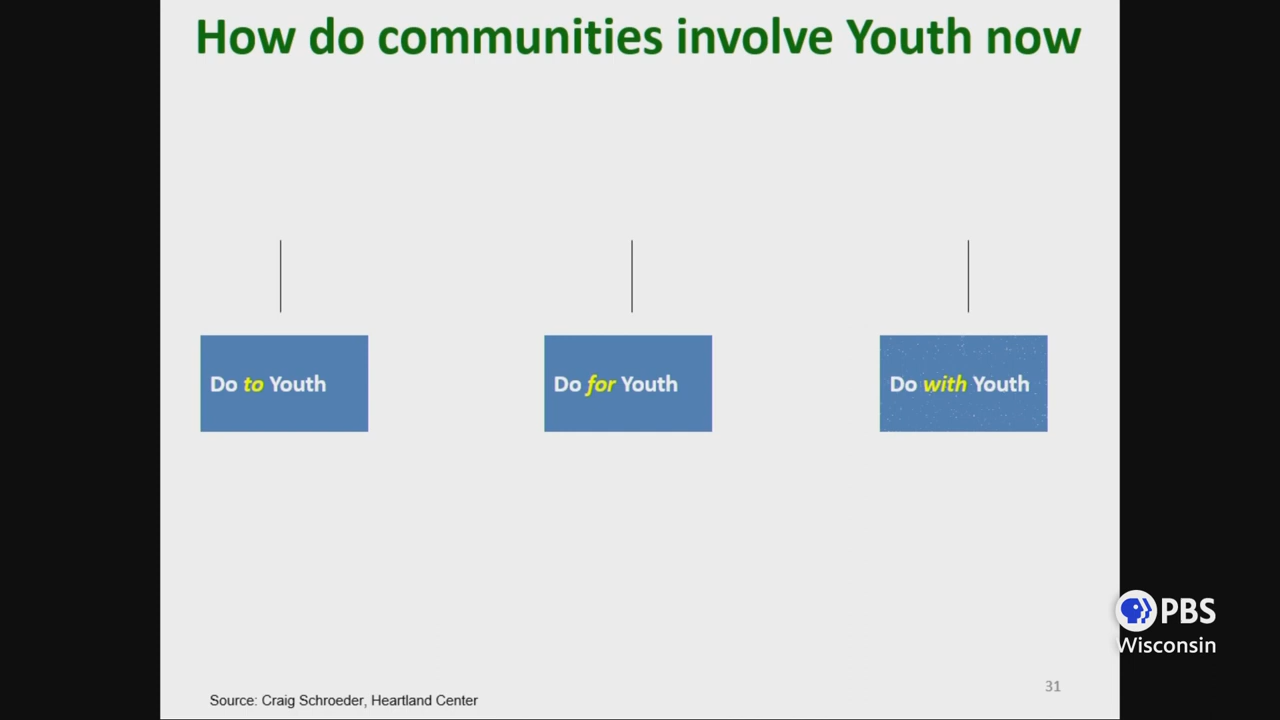 How do communities involve Youth now
Do to Youth
Do for Youth
Do with Youth
PBS
Wisconsin
31
Source: Craig Schroeder, Heartland Center